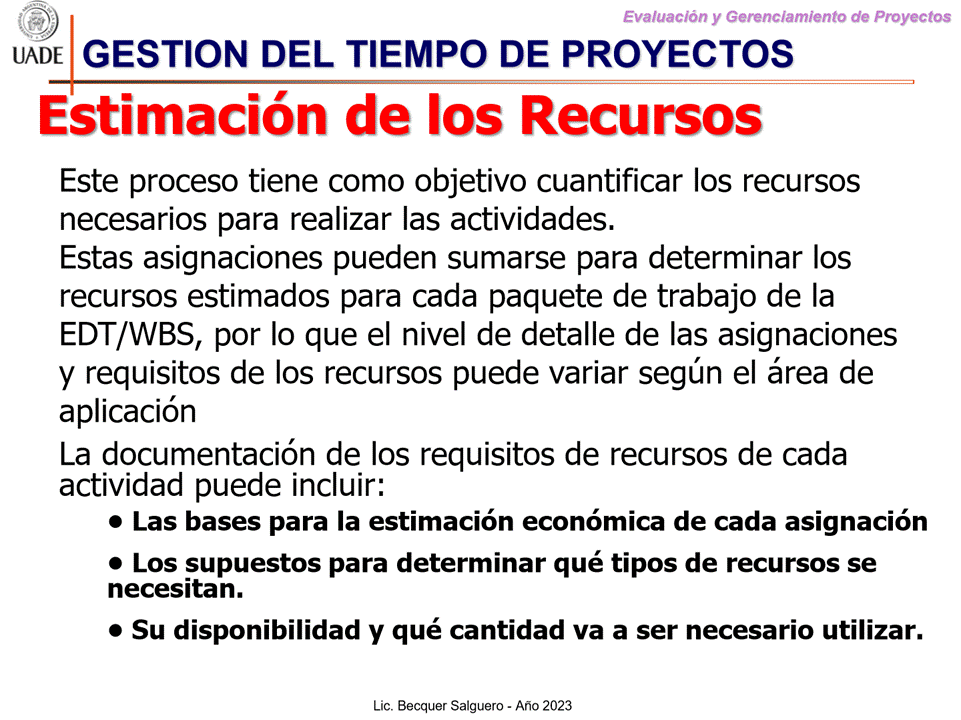 Evaluación y Gerenciamiento de Proyectos
UADE
GESTION DEL TIEMPO DE PROYECTOS
Estimación de los Recursos
Este proceso tiene como objetivo cuantificar los recursos
necesarios para realizar las actividades.
Estas asignaciones pueden sumarse para determinar los
recursos estimados para cada paquete de trabajo de la
EDT/WBS, por lo que el nivel de detalle de las asignaciones
y requisitos de los recursos puede variar según el área de
aplicación
La documentación de los requisitos de recursos de cada
actividad puede incluir:
• Las bases para la estimación económica de cada asignación
• Los supuestos para determinar qué tipos de recursos se
necesitan.
• Su disponibilidad y qué cantidad va a ser necesario utilizar.
Lic. Becquer Salguero - Año 2023